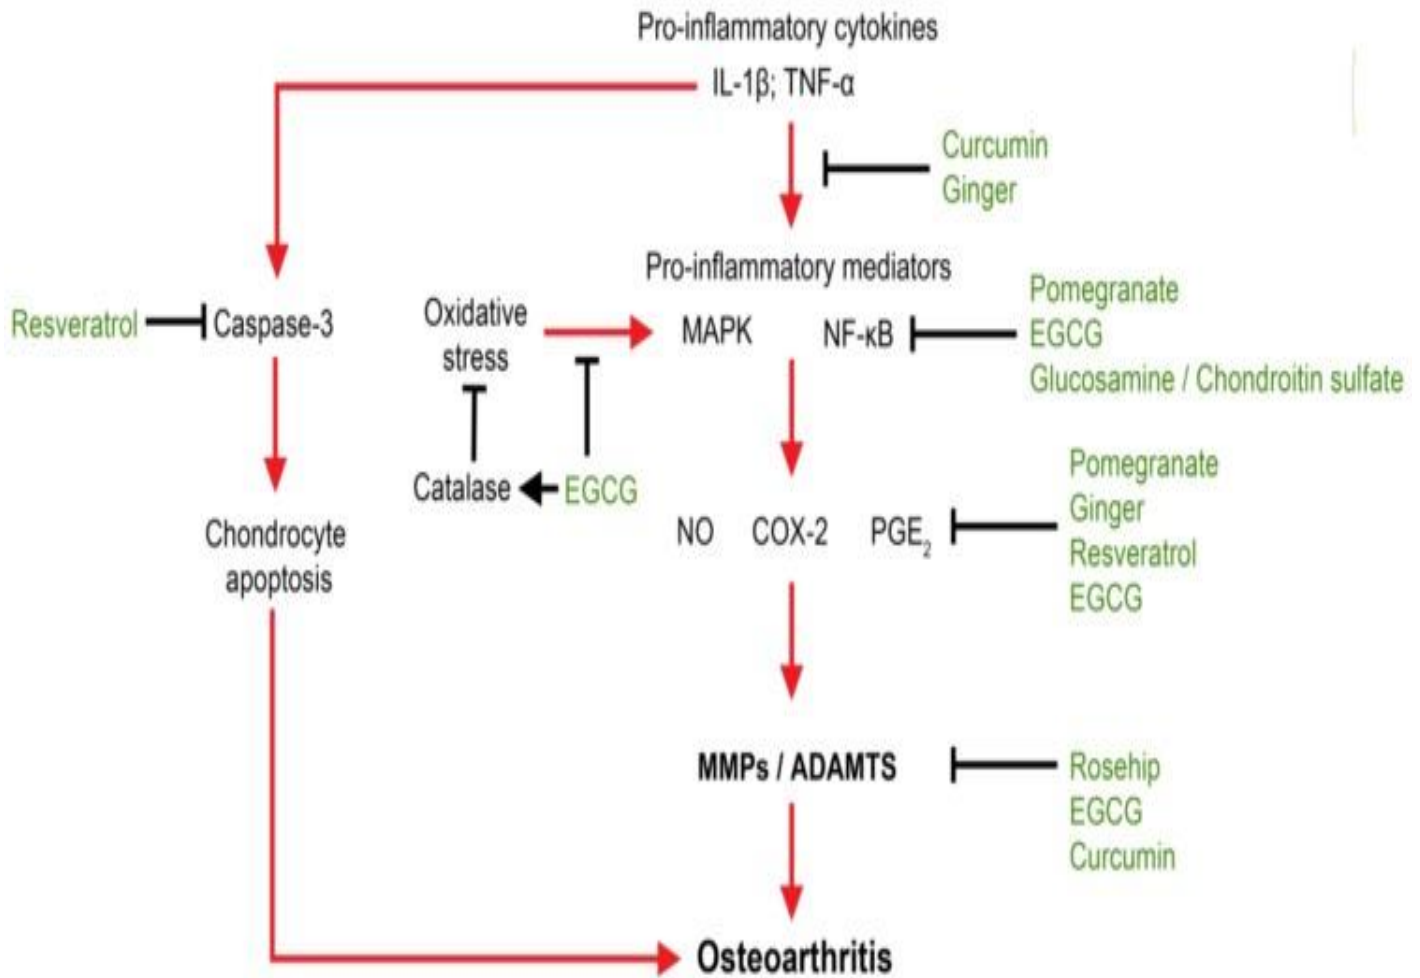 Pro-inflammatory cytokines
IL-1β; TNF-α
Curcumin
Ginger
Pro-inflammatory mediators
Resveratrol
Caspase-3
Oxidative
stress
MAPK
NF-κB
Pomegranate
EGCG
Glucosamine / Chondroitin sulfate
Catalase
EGCG
Chondrocyte
apoptosis
NO
COX-2
PGE₂
Pomegranate
Ginger
Resveratrol
EGCG
MMPs / ADAMTS
Rosehip
EGCG
Curcumin
Osteoarthritis